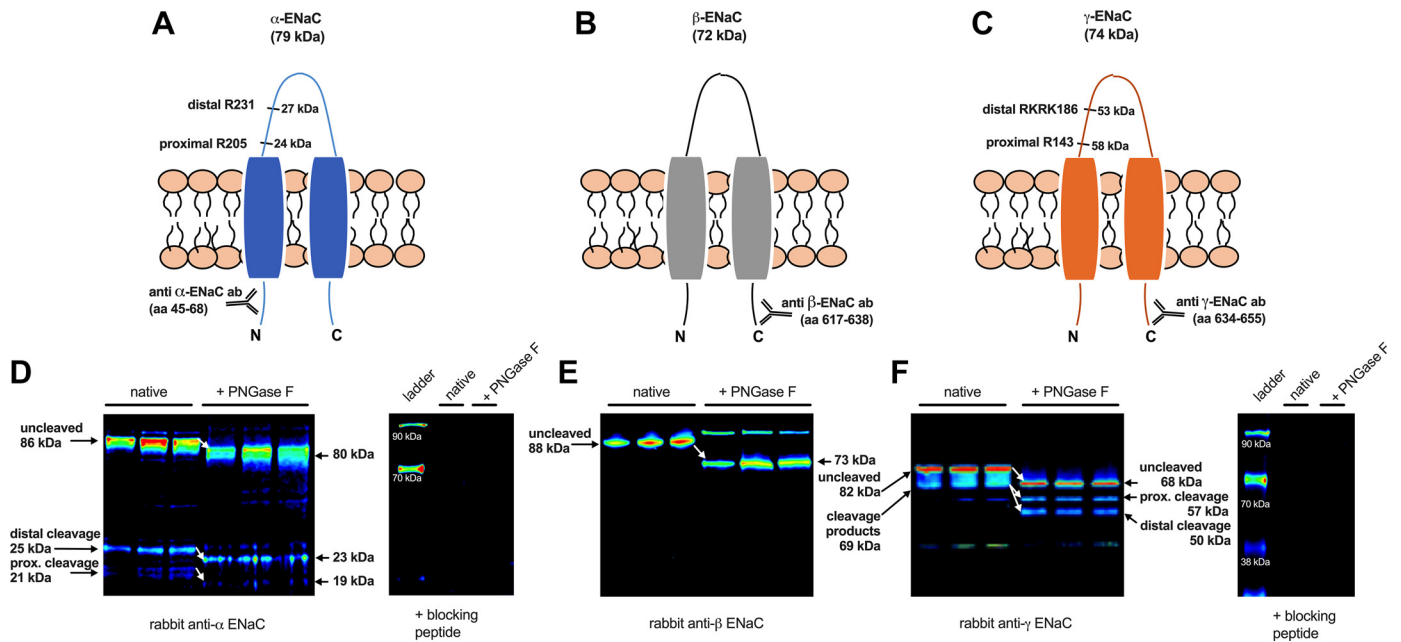 A
α-ENaC
(79 kDa)
distal R231
27 kDa
proximal R205
24 kDa
anti α-ENaC ab
(aa 45-68)
N
C
B
β-ENaC
(72 kDa)
anti β-ENaC ab
(aa 617-638)
N
C
C
γ-ENaC
(74 kDa)
distal RKRK186
53 kDa
proximal R143
58 kDa
anti γ-ENaC ab
(aa 634-655)
N
C
D
native
+ PNGase F
uncleaved
86 kDa
80 kDa
distal cleavage
25 kDa
prox. cleavage
21 kDa
23 kDa
19 kDa
rabbit anti-α ENaC
ladder
native
+ PNGase F
90 kDa
70 kDa
+ blocking
peptide
E
native
+ PNGase F
uncleaved
88 kDa
73 kDa
rabbit anti-β ENaC
F
native
+ PNGase F
uncleaved
82 kDa
cleavage
products
69 kDa
uncleaved
68 kDa
prox. cleavage
57 kDa
distal cleavage
50 kDa
rabbit anti-γ ENaC
ladder
native
+ PNGase F
90 kDa
70 kDa
38 kDa
+ blocking
peptide